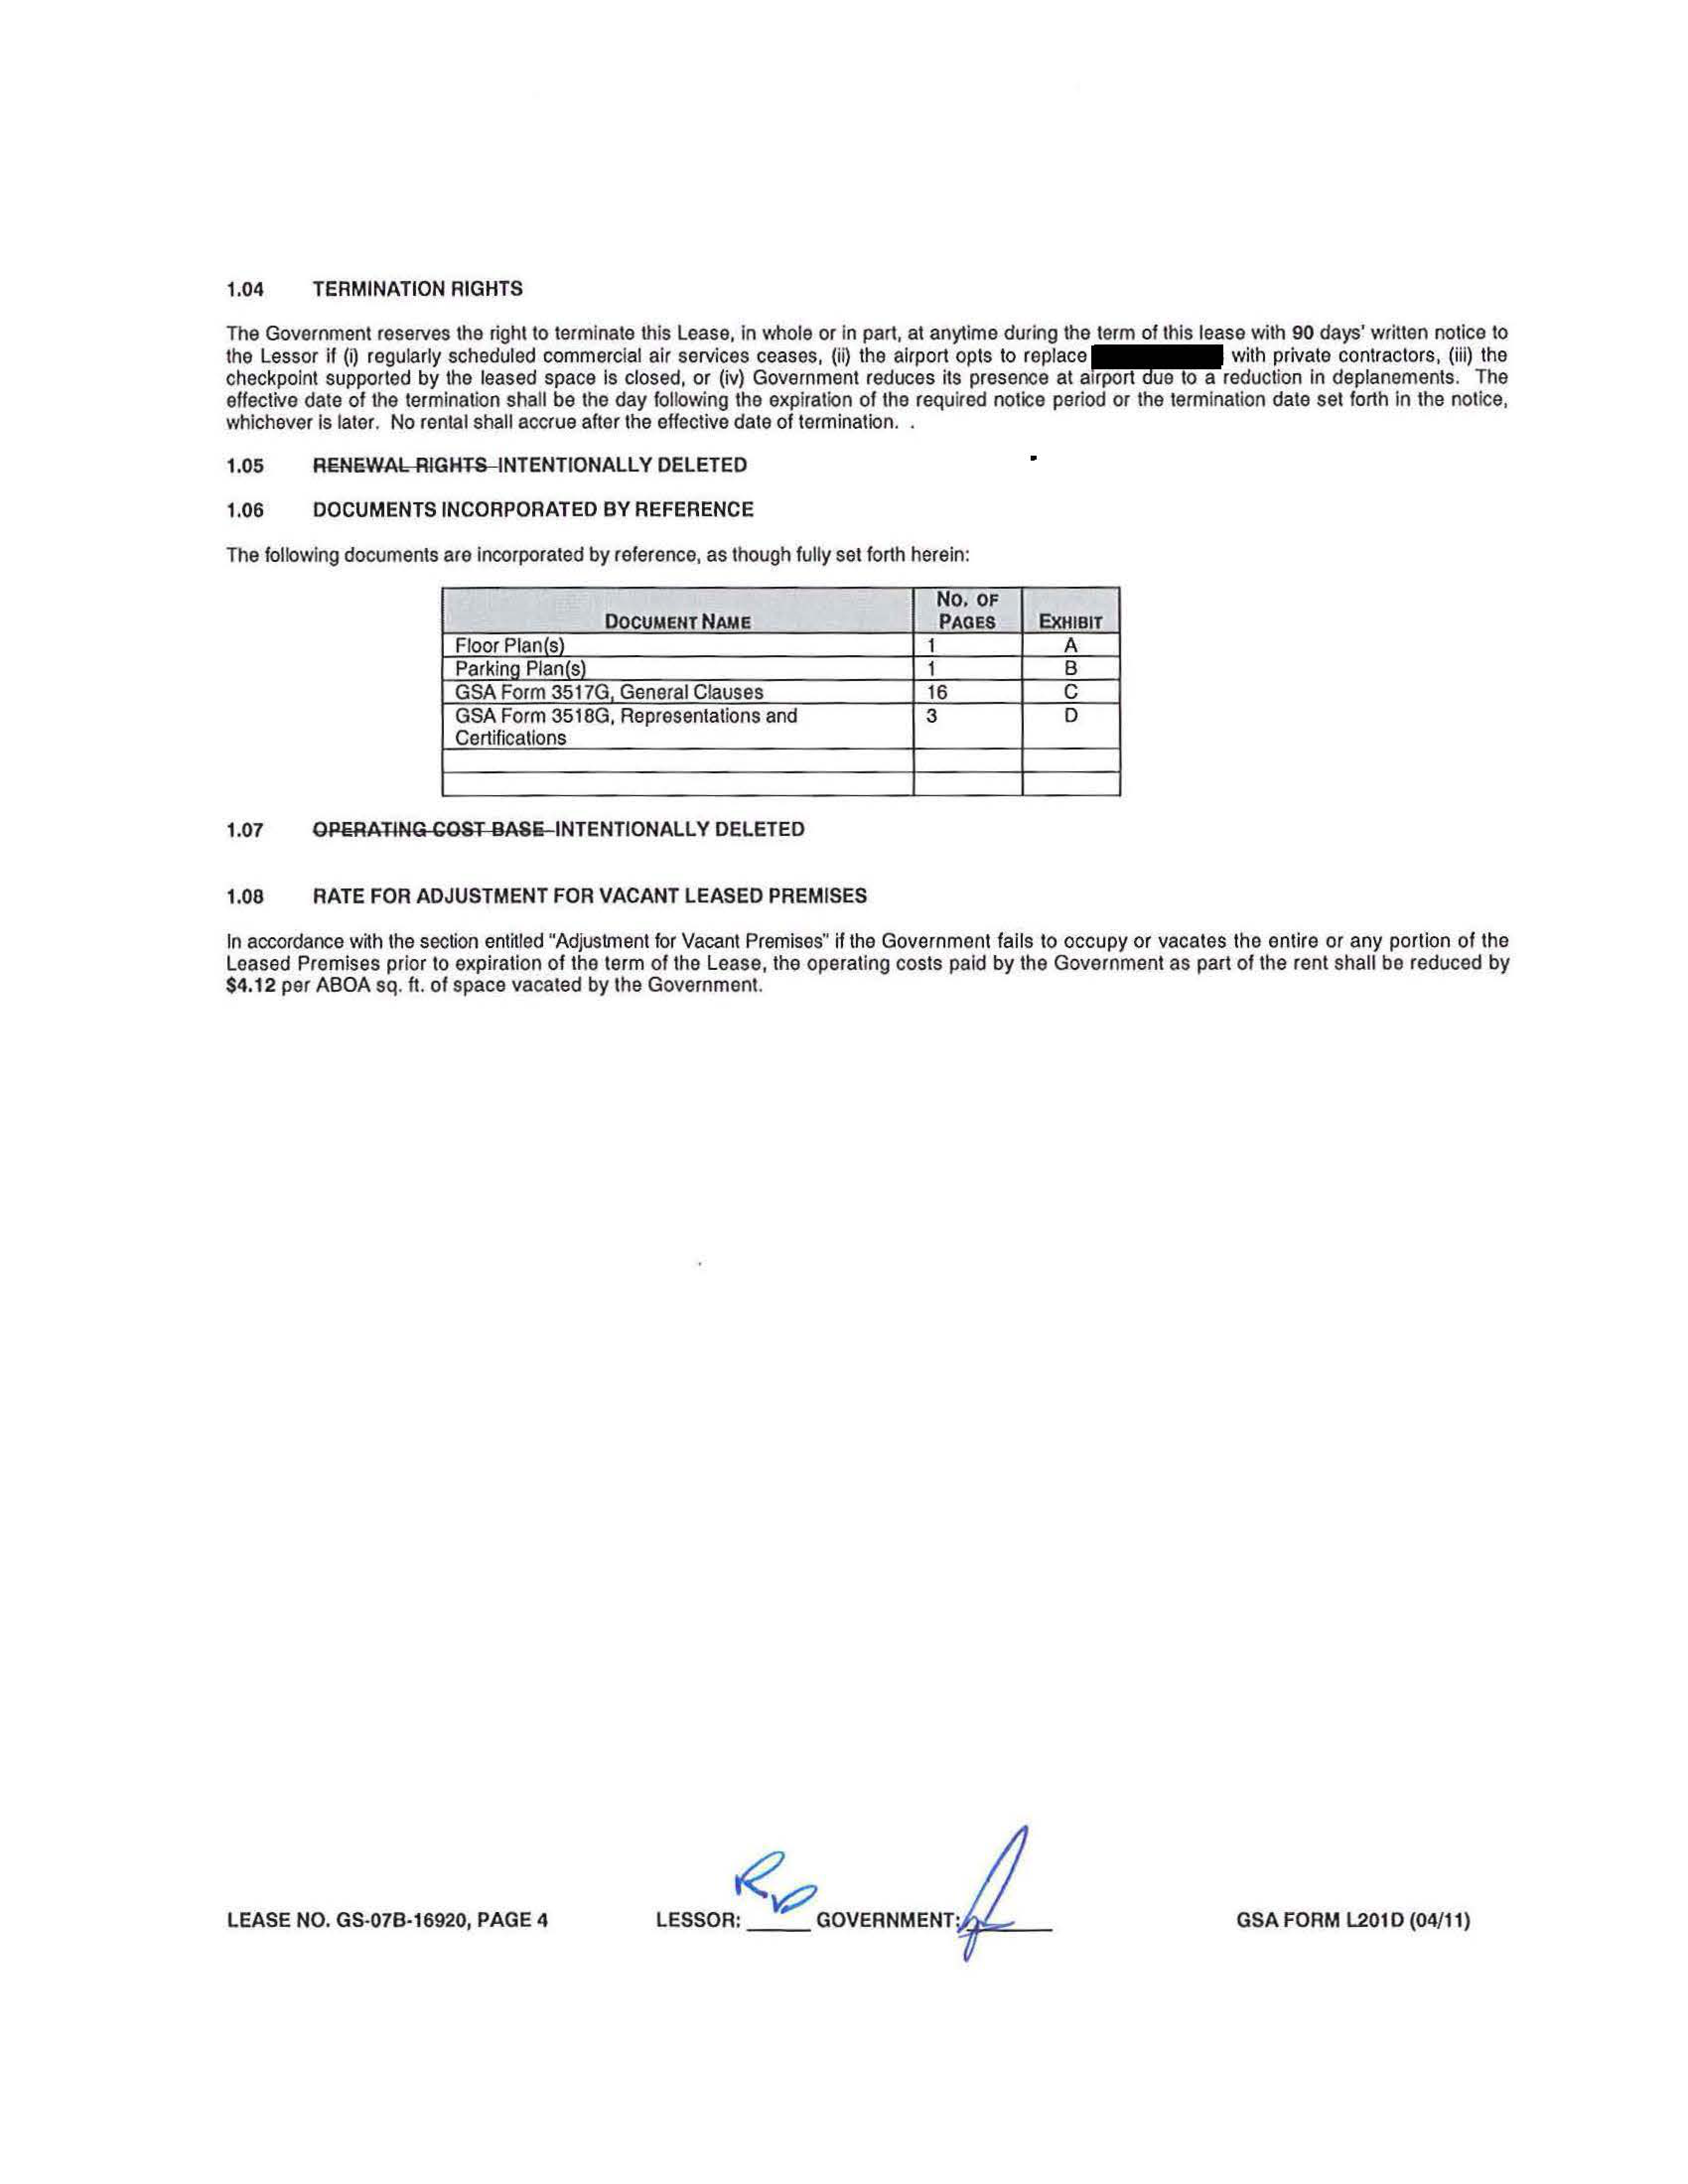 1.04 TERMINATION RIGHTS
The Government reserves the right to terminate this Lease, in whole or in part, at anytime during the term of this lease with 90 days' written notice to
the Lessor if (i) regularly scheduled commercial air services ceases, (ii) the airport opts to replace with private contractors, (iii) the
checkpoint supported by the leased space is closed, or (iv) Government reduces its presence at airport due to a reduction in deplanements. The
effective date of the termination shall be the day following the expiration of the required notice period or the termination date set forth in the notice,
whichever is later. No rental shall accrue after the effective date of termination. .
1.05 RENEWAL RIGHTS INTENTIONALLY DELETED
1.06 DOCUMENTS INCORPORATED BY REFERENCE
The following documents are incorporated by reference, as though fully set forth herein:
DOCUMENT NAME NO. OF PAGES EXHIBIT
Floor Plan(s) 1 A
Parking Plan(s) 1 B
GSA Form 3517G, General Clauses 16 C
GSA Form 3518G, Representations and 3 D
Certifications
1.07 OPERATING COST BASE INTENTIONALLY DELETED
1.08 RATE FOR ADJUSTMENT FOR VACANT LEASED PREMISES
In accordance with the section entitled "Adjustment for Vacant Premises" if the Government fails to occupy or vacates the entire or any portion of the
Leased Premises prior to expiration of the term of the Lease, the operating costs paid by the Government as part of the rent shall be reduced by
$4.12 per ABOA sq. ft. of space vacated by the Government.
LEASE NO. GS-07B-16920, PAGE 4 LESSOR: GOVERNMENT: GSA FORM L201D (04/11)